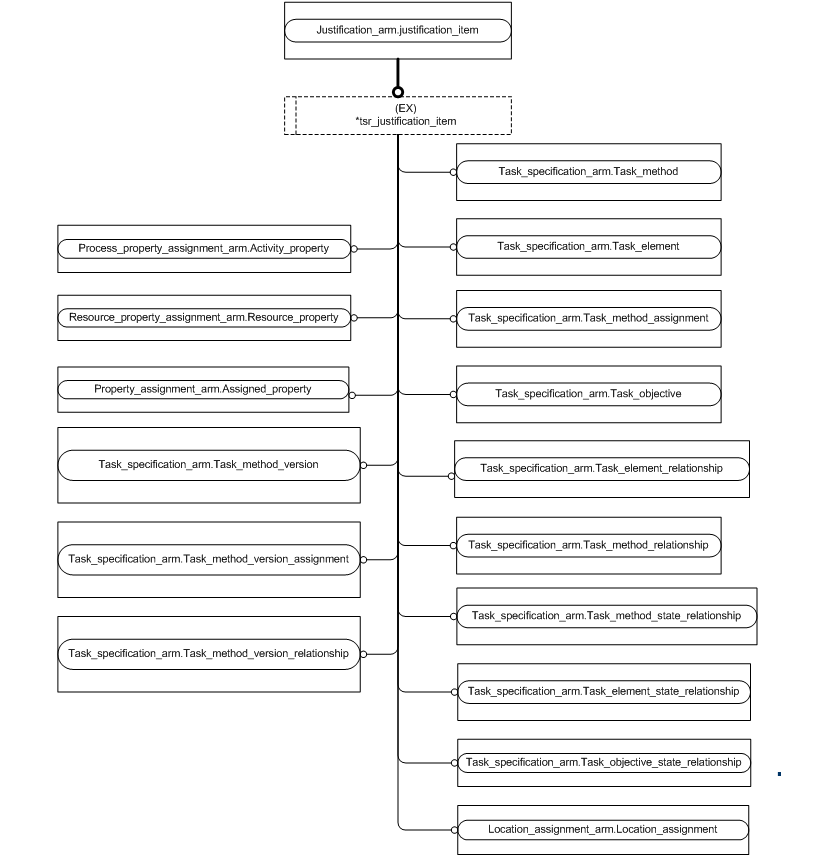 Justification_arm.justification_item
(EX)
*tsr_justification_item
Task_specification_arm.Task_method
Process_property_assignment_arm.Activity_property
Task_specification_arm.Task_element
Resource_property_assignment_arm.Resource_property
Task_specification_arm.Task_method_assignment
Property_assignment_arm.Assigned_property
Task_specification_arm.Task_objective
Task_specification_arm.Task_method_version
Task_specification_arm.Task_element_relationship
Task_specification_arm.Task_method_version_assignment
Task_specification_arm.Task_method_relationship
Task_specification_arm.Task_method_state_relationship
Task_specification_arm.Task_method_version_relationship
Task_specification_arm.Task_element_state_relationship
Task_specification_arm.Task_objective_state_relationship
Location_assignment_arm.Location_assignment